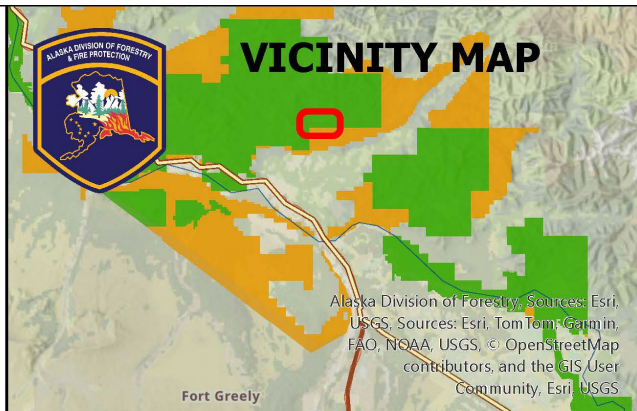 ALASKA DIVISION OF FORESTRY
& FIRE PROTECTION
VICINITY MAP
Alaska Division of Forestry, Sources: Esri,
USGS. Sources: Esri, TomTom, Garmin,
FAO, NOAA, USGS, © OpenStreetMap
contributors, and the GIS User
Community, Esri, USGS
Fort Greely